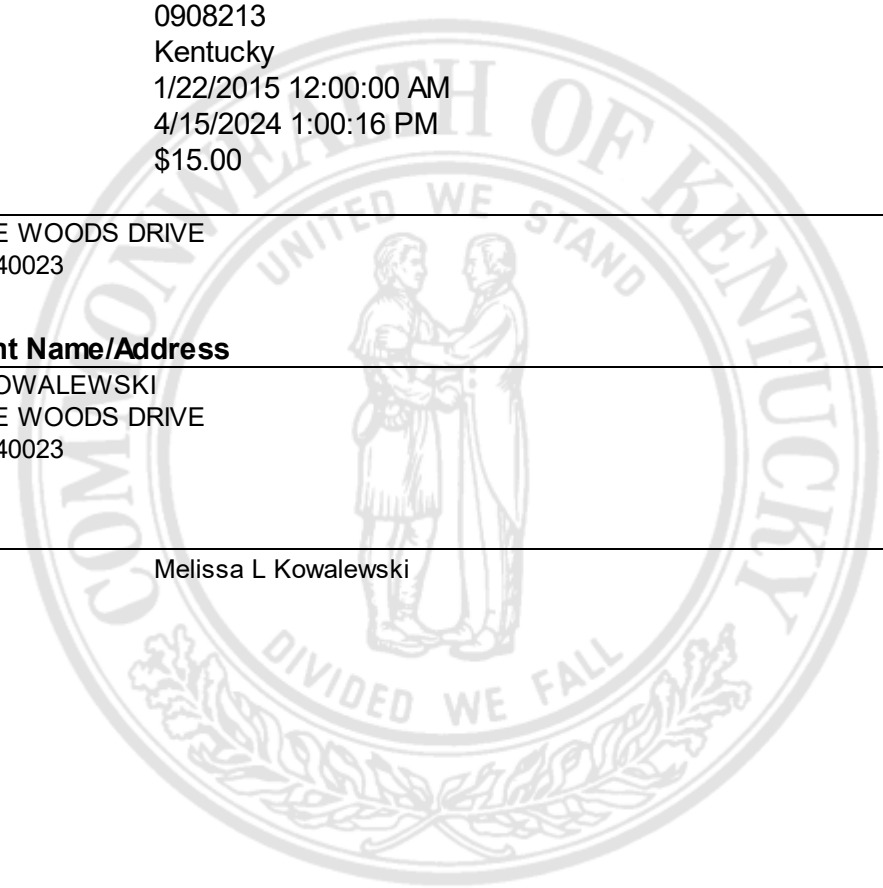 0908213
Kentucky
1/22/2015 12:00:00 AM
4/15/2024 1:00:16 PM
$15.00
E WOODS DRIVE
40023
nt Name/Address
OWALEWSKI
E WOODS DRIVE
40023
Melissa L Kowalewski
COMMONWEALTH OF KENTUCKY
UNITED WE STAND
DIVIDED WE FALL